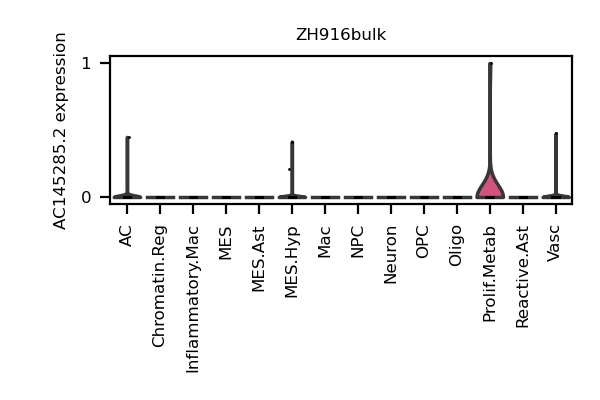 ZH916bulk
AC145285.2 expression
1
0
AC
Chromatin.Reg
Inflammatory.Mac
MES
MES.Ast
MES.Hyp
Mac
NPC
Neuron
OPC
Oligo
Prolif.Metab
Reactive.Ast
Vasc